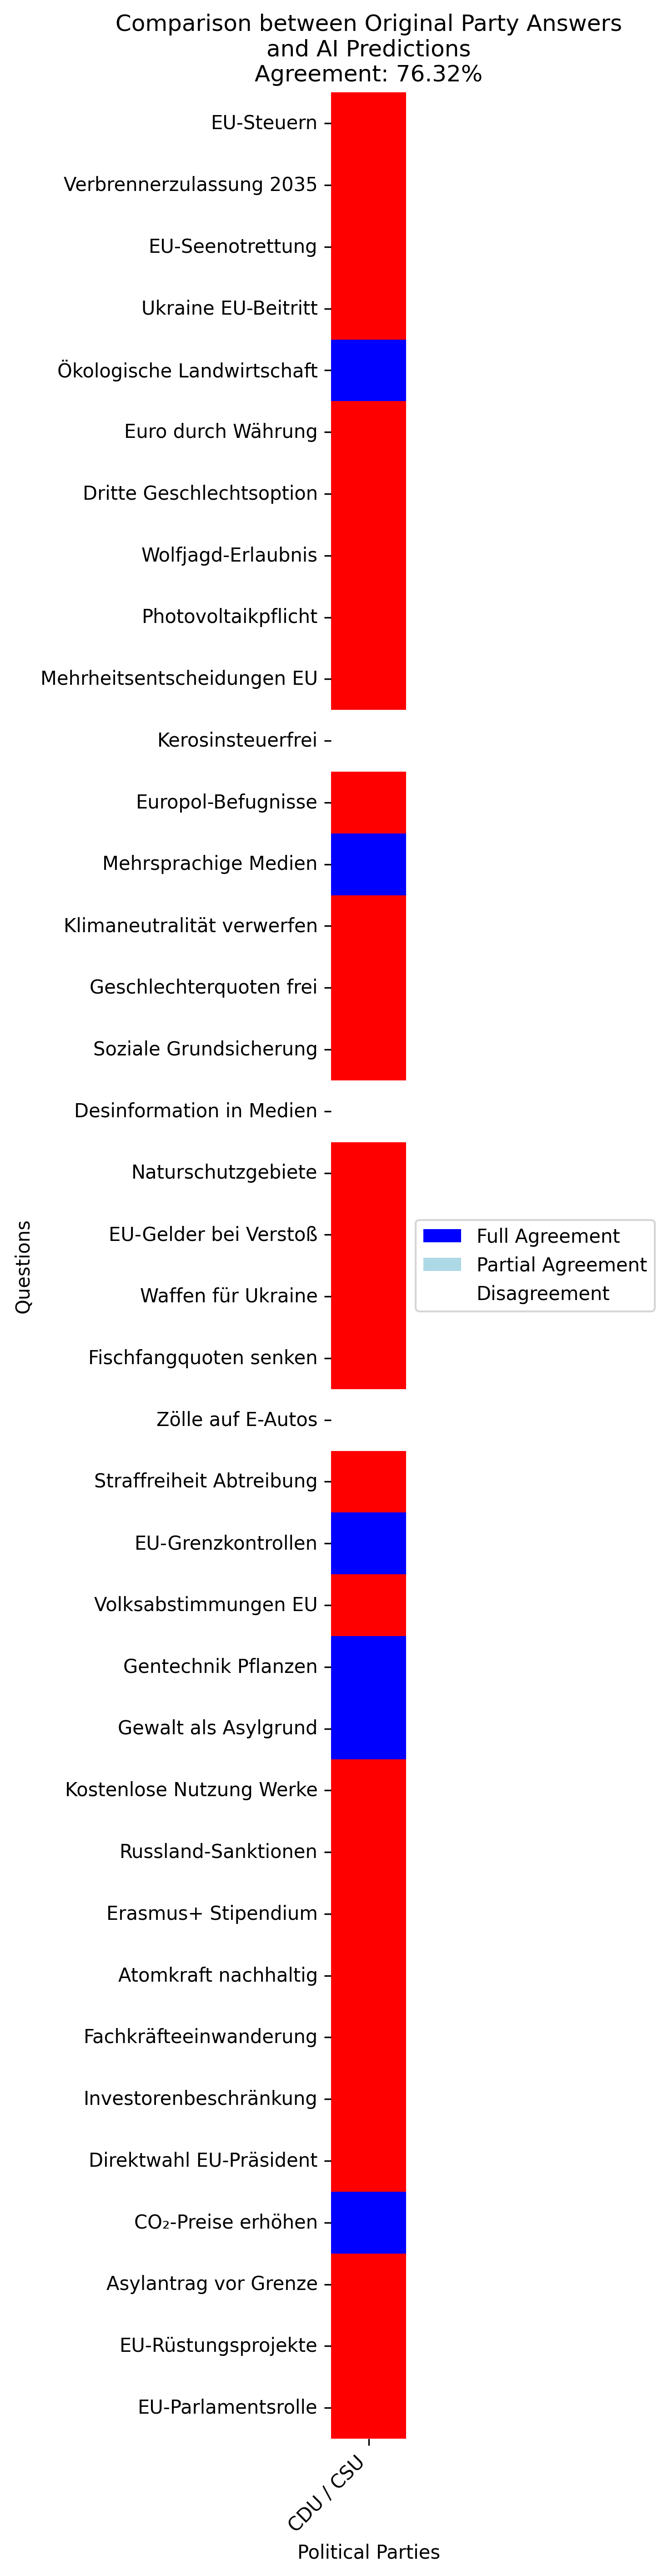 Comparison between Original Party Answers
and AI Predictions
Agreement: 76.32%
EU-Steuern
Verbrennerzulassung 2035
EU-Seenotrettung
Ukraine EU-Beitritt
Ökologische Landwirtschaft
Euro durch Währung
Dritte Geschlechtsoption
Wolfjagd-Erlaubnis
Photovoltaikpflicht
Mehrheitsentscheidungen EU
Kerosinsteuerfrei
Europol-Befugnisse
Mehrsprachige Medien
Klimaneutralität verwerfen
Geschlechterquoten frei
Soziale Grundsicherung
Desinformation in Medien
Naturschutzgebiete
EU-Gelder bei Verstoß
Waffen für Ukraine
Fischfangquoten senken
Zölle auf E-Autos
Straffreiheit Abtreibung
EU-Grenzkontrollen
Volksabstimmungen EU
Gentechnik Pflanzen
Gewalt als Asylgrund
Kostenlose Nutzung Werke
Russland-Sanktionen
Erasmus+ Stipendium
Atomkraft nachhaltig
Fachkräfteeinwanderung
Investorenbeschränkung
Direktwahl EU-Präsident
CO₂-Preise erhöhen
Asylantrag vor Grenze
EU-Rüstungsprojekte
EU-Parlamentsrolle
Questions
Full Agreement
Partial Agreement
Disagreement
CDU / CSU
Political Parties